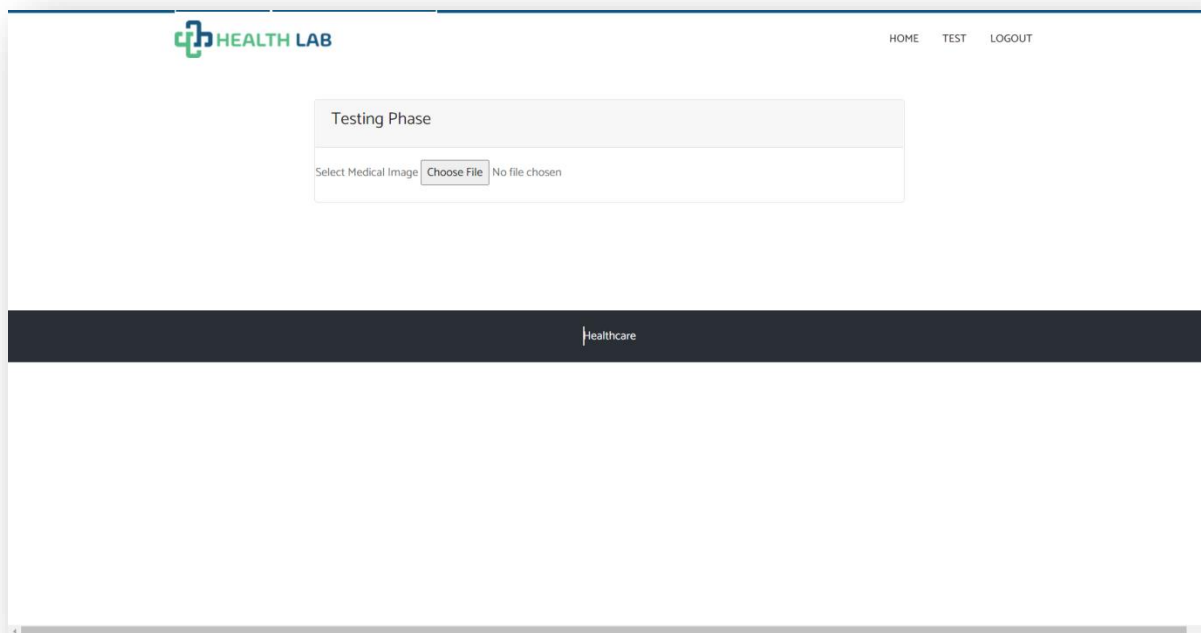 HEALTH LAB
HOME TEST LOGOUT
Testing Phase
Select Medical Image Choose File No file chosen
Healthcare